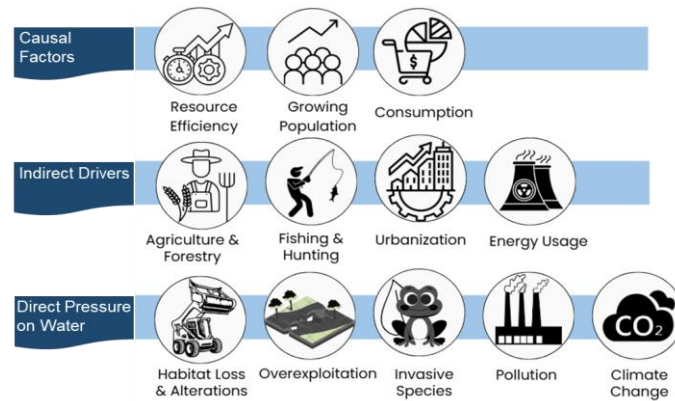 Causal
Factors
$
Resource
Efficiency
Growing
Population
Consumption
Indirect Drivers
Agriculture &
Forestry
Fishing &
Hunting
Urbanization
Energy Usage
Direct Pressure
on Water
CO2
Habitat Loss
& Alterations
Overexploitation
Invasive
Species
Pollution
Climate
Change